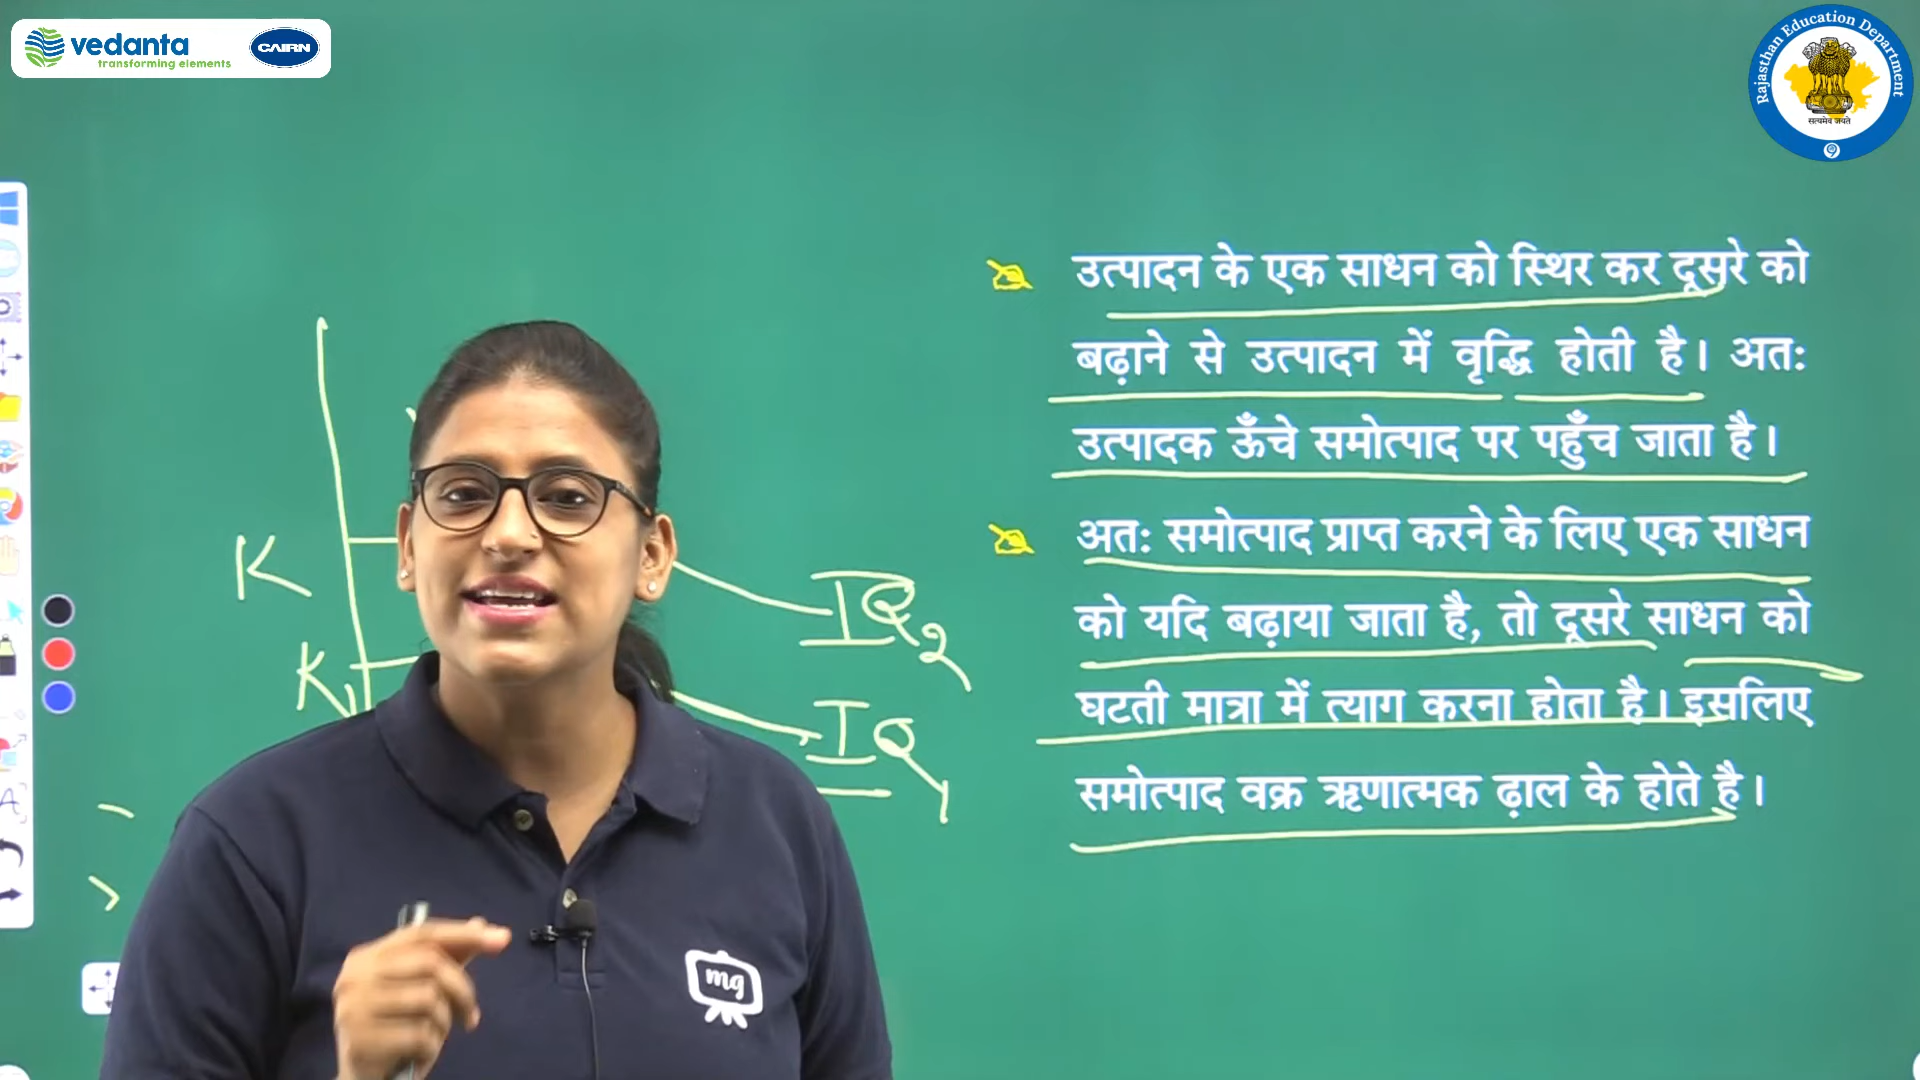 vedanta
transforming elements
CAIRN
Rajasthan Education Department
सत्यमेव जयते
उत्पादन के एक साधन को स्थिर कर दूसरे को
बढ़ाने से उत्पादन में वृद्धि होती है। अतः
उत्पादक ऊँचे समोत्पाद पर पहुँच जाता है।
अतः समोत्पाद प्राप्त करने के लिए एक साधन
को यदि बढ़ाया जाता है, तो दूसरे साधन को
घटती मात्रा में त्याग करना होता है। इसलिए
समोत्पाद वक्र ऋणात्मक ढ़ाल के होते है।
K
K1
IQ2
IQ1
mg